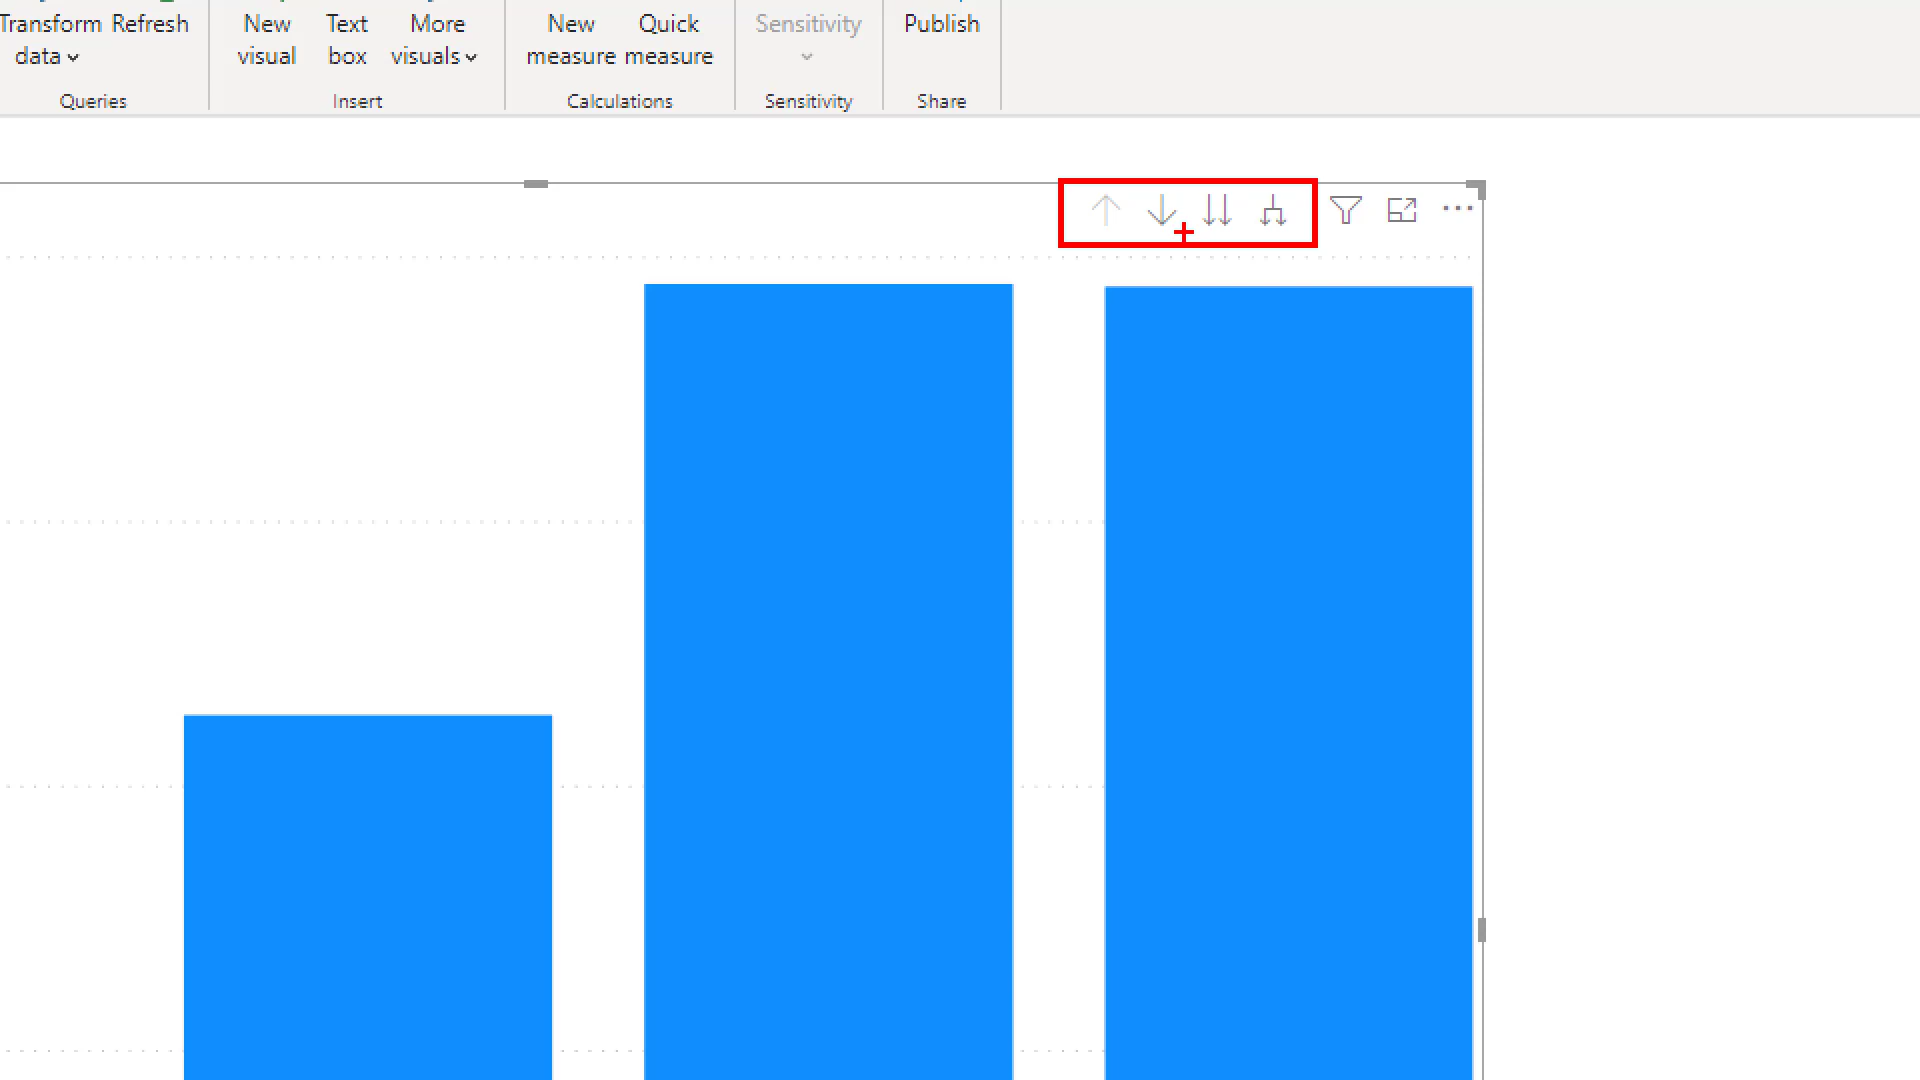 Transform Refresh
data
New visual
Text box
More visuals
New measure
Quick measure
Sensitivity
Publish
Queries
Insert
Calculations
Sensitivity
Share